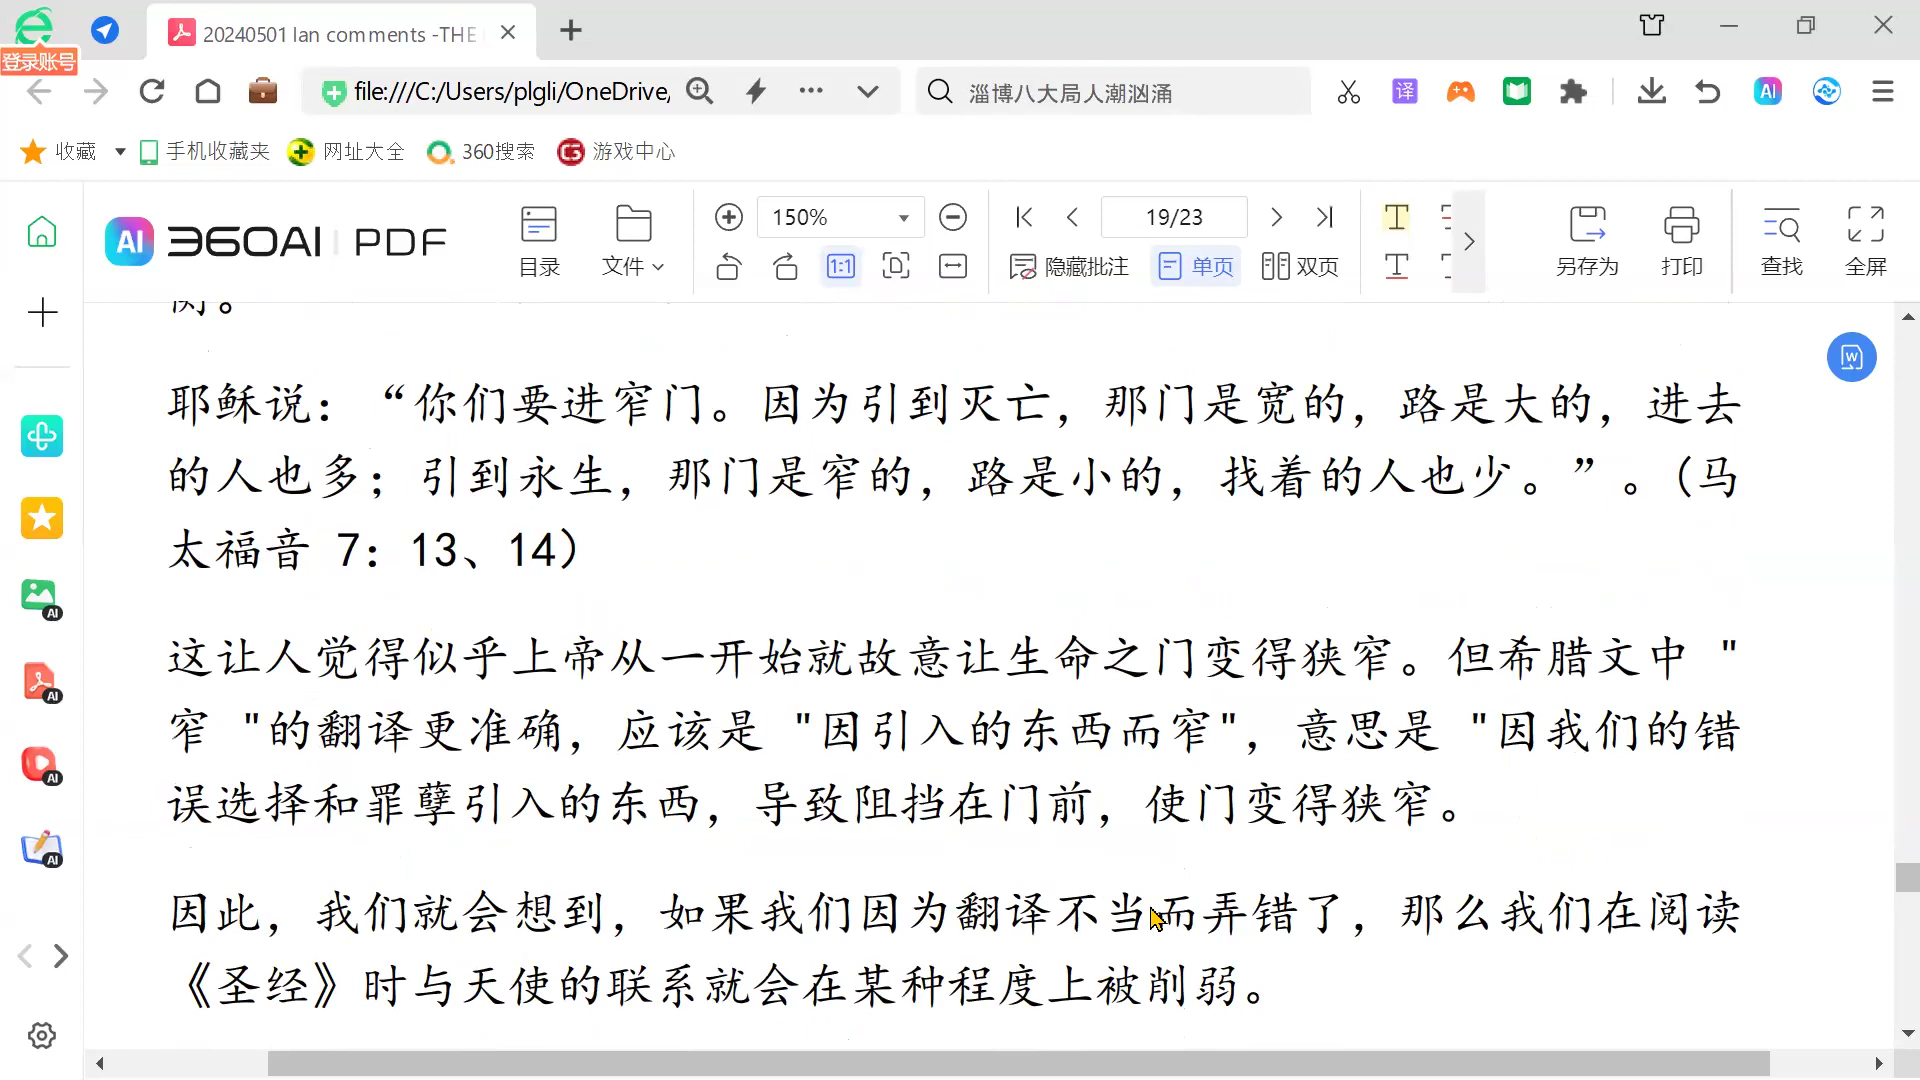 20240501 Ian comments -THE
登录账号
file:///C:/Users/plgli/OneDrive,
淄博八大局人潮汹涌
译
AI
收藏
手机收藏夹
网址大全
360搜索
游戏中心
AI 360AI PDF
目录
文件
150%
1:1
19/23
隐藏批注
单页
双页
另存为
打印
查找
全屏
耶稣说：“你们要进窄门。因为引到灭亡，那门是宽的，路是大的，进去
的人也多；引到永生，那门是窄的，路是小的，找着的人也少。”。（马
太福音 7：13、14）
这让人觉得似乎上帝从一开始就故意让生命之门变得狭窄。但希腊文中 "
窄 "的翻译更准确，应该是 "因引入的东西而窄"，意思是 "因我们的错
误选择和罪孽引入的东西，导致阻挡在门前，使门变得狭窄。
因此，我们就会想到，如果我们因为翻译不当而弄错了，那么我们在阅读
《圣经》时与天使的联系就会在某种程度上被削弱。
W
AI
AI
AI
AI